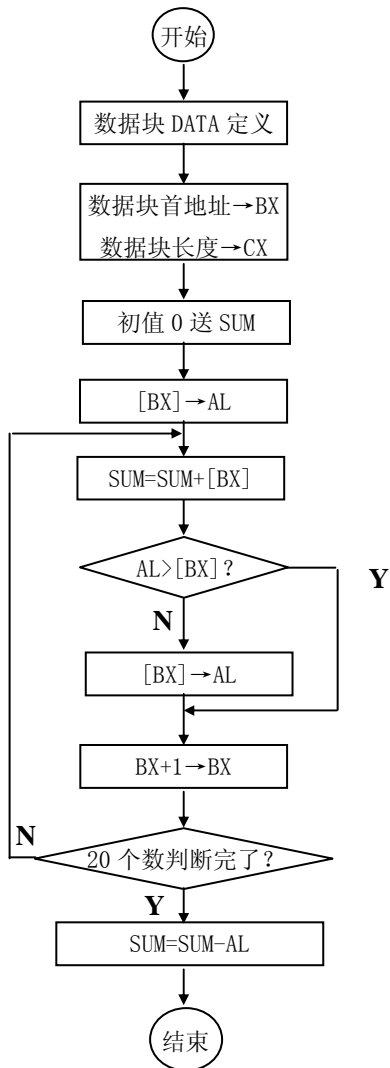 开始
数据块 DATA 定义
数据块首地址→BX
数据块长度→CX
初值 0 送 SUM
[BX]→AL
SUM=SUM+[BX]
AL>[BX]?
Y
N
[BX]→AL
BX+1→BX
N
20 个数判断完了?
Y
SUM=SUM-AL
结束